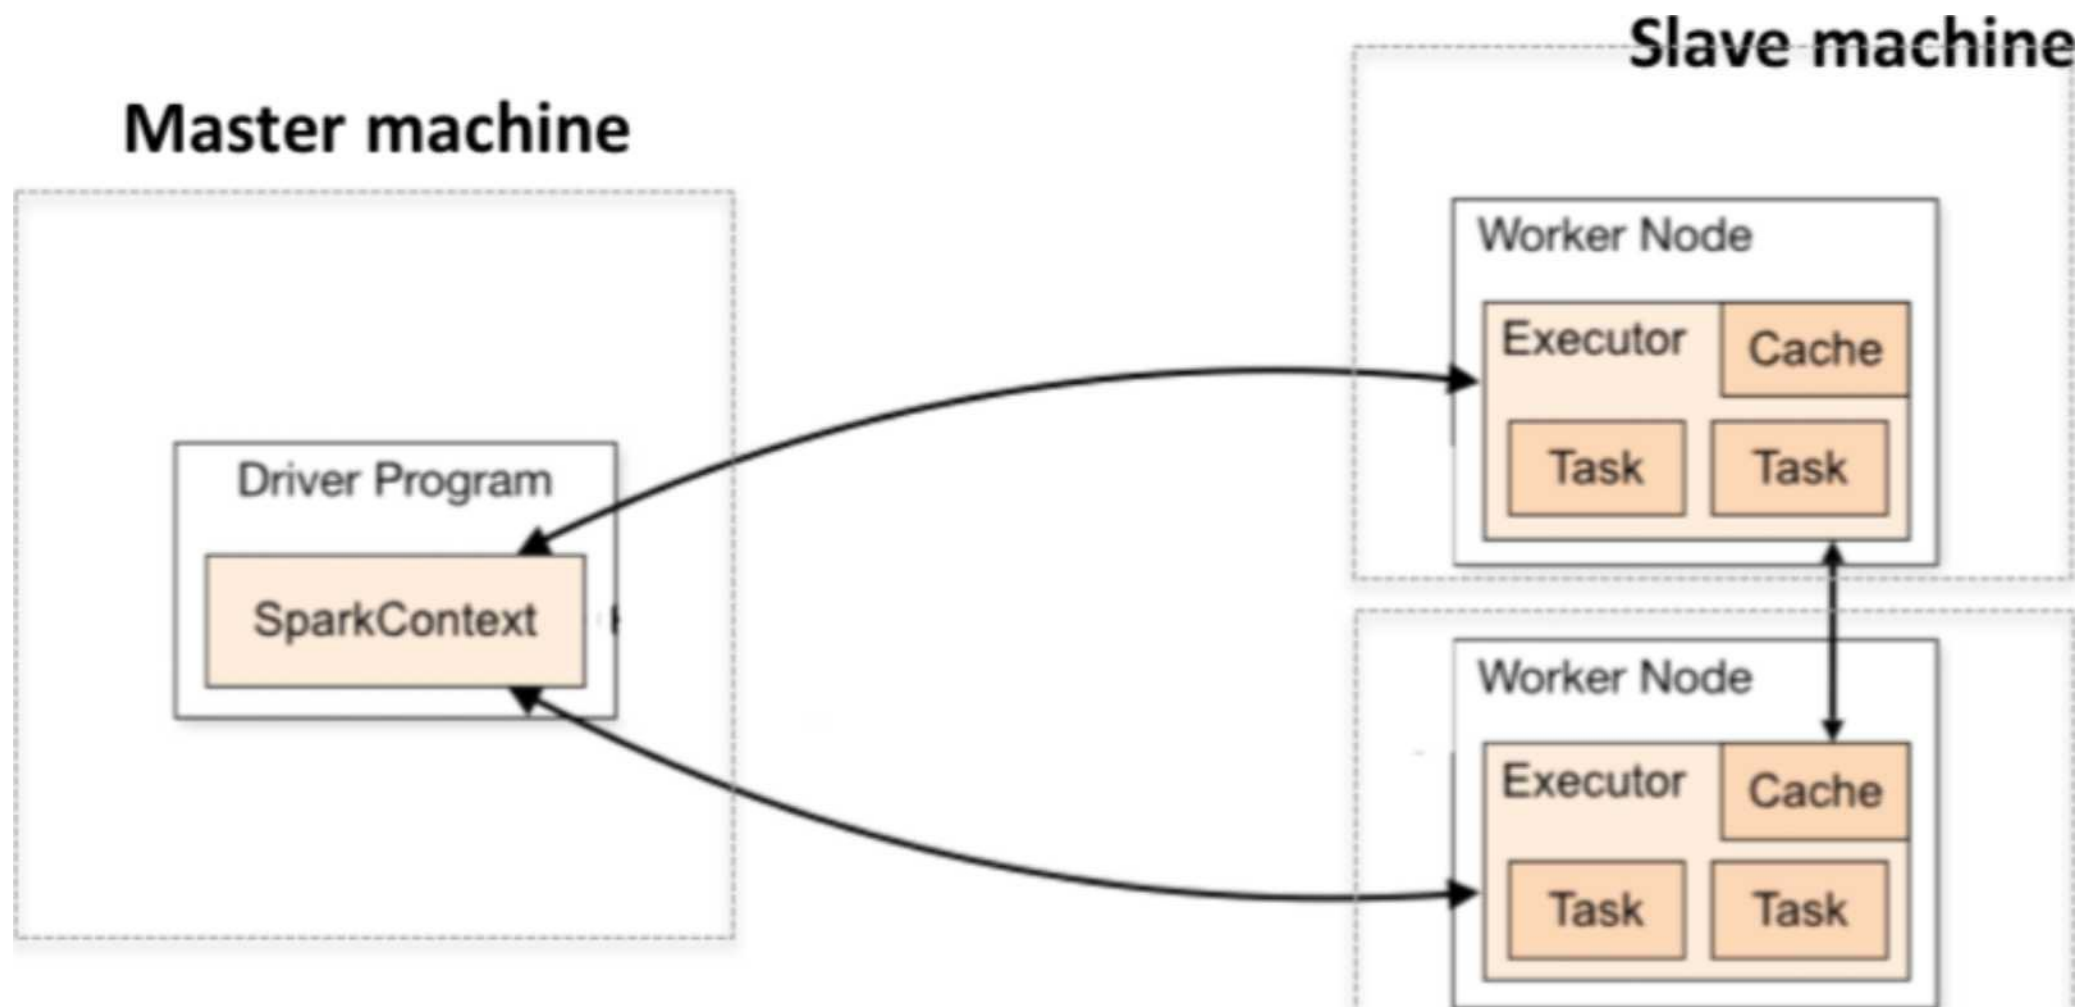 Slave machine
Master machine
Worker Node
Executor
Cache
Task
Task
Driver Program
SparkContext
Worker Node
Executor
Cache
Task
Task